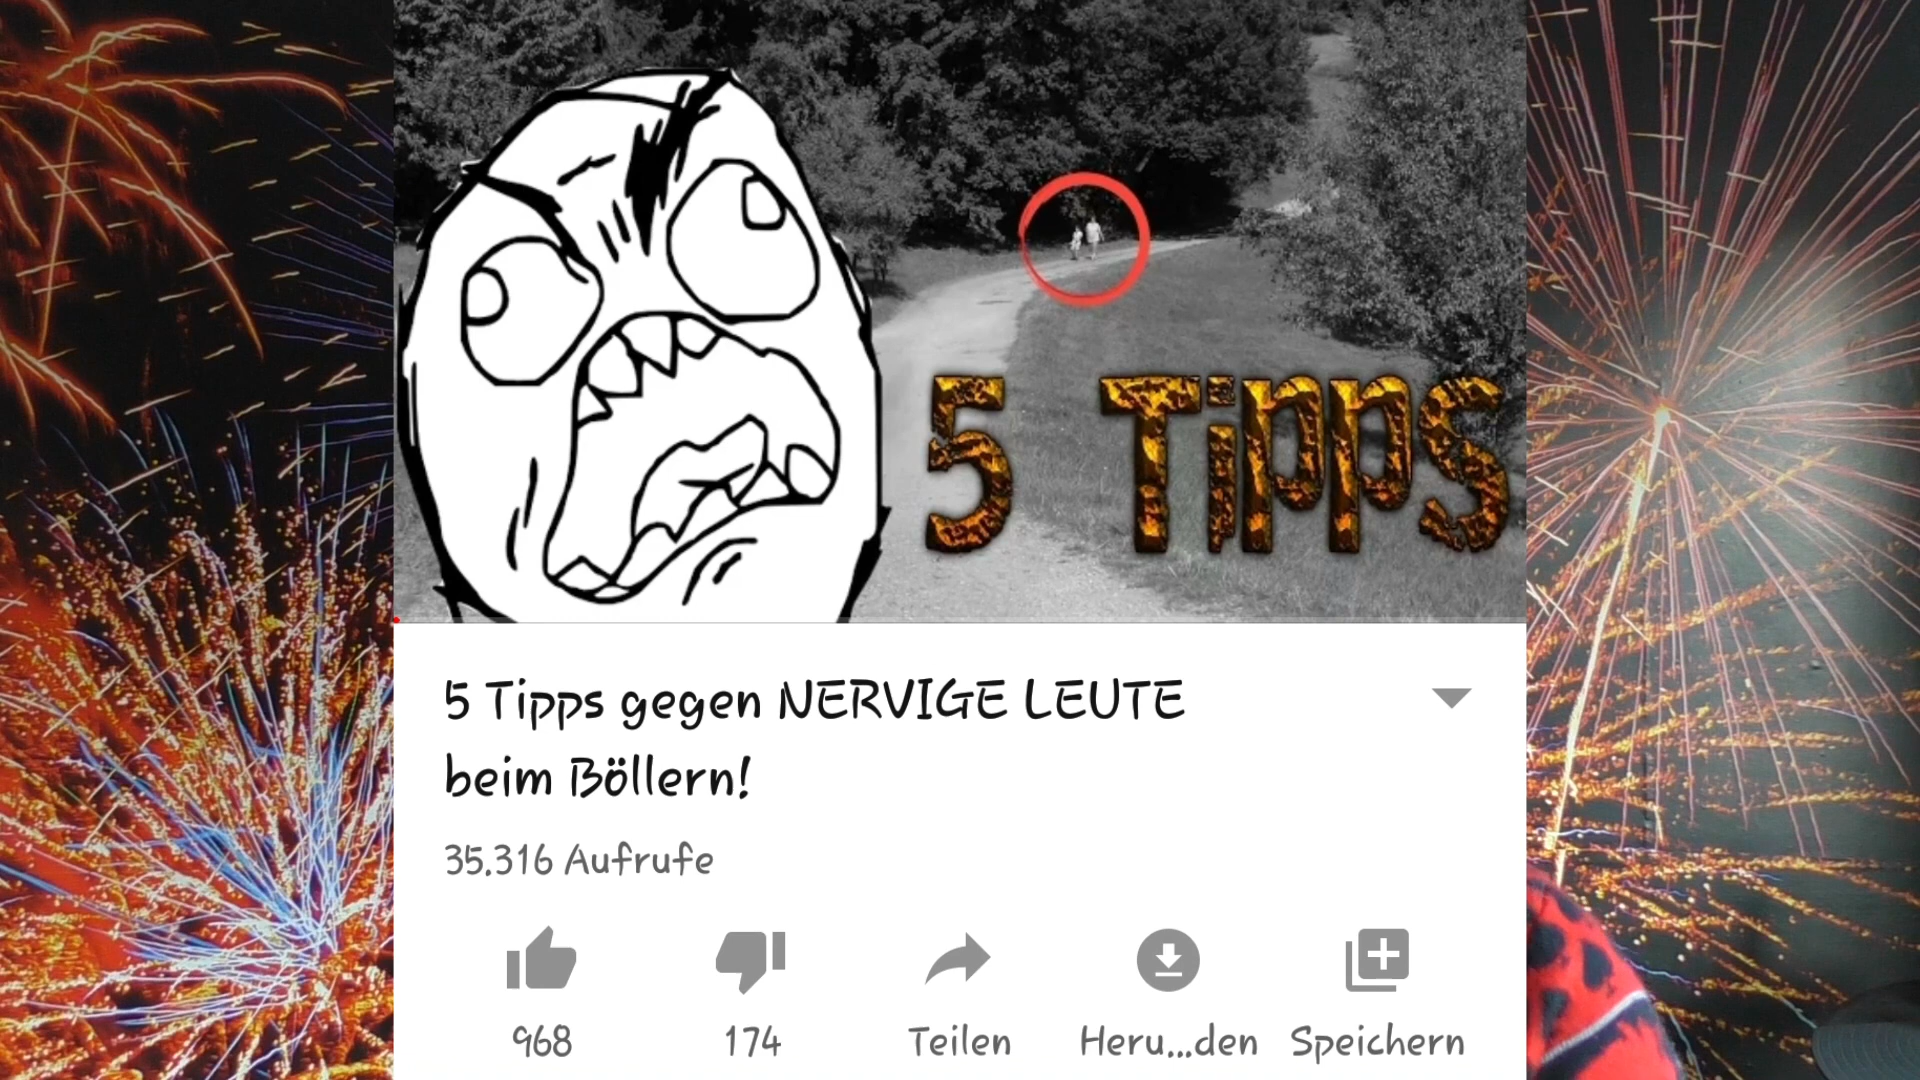 5 Tipps
5 Tipps gegen NERVIGE LEUTE
beim Böllern!
35.316 Aufrufe
968
174
Teilen
Heru...den
Speichern